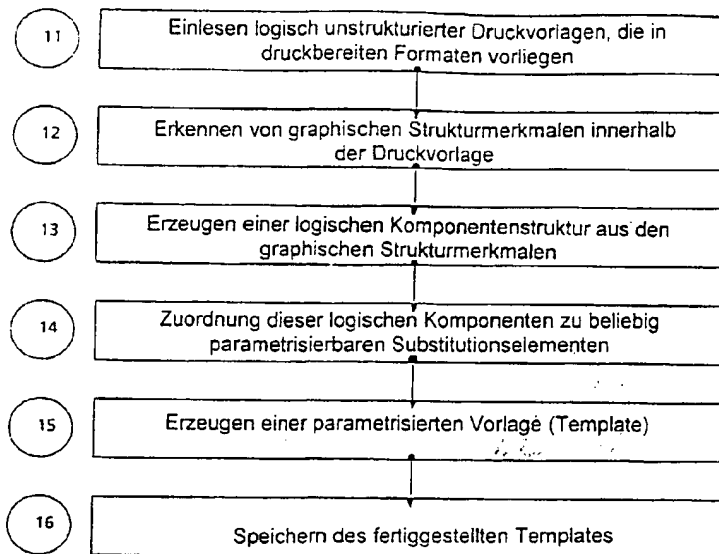 11
Einlesen logisch unstrukturierter Druckvorlagen, die in
druckbereiten Formaten vorliegen
12
Erkennen von graphischen Strukturmerkmalen innerhalb
der Druckvorlage
13
Erzeugen einer logischen Komponentenstruktur aus den
graphischen Strukturmerkmalen
14
Zuordnung dieser logischen Komponenten zu beliebig
parametrisierbaren Substitutionselementen
15
Erzeugen einer parametrisierten Vorlage (Template)
16
Speichern des fertiggestellten Templates